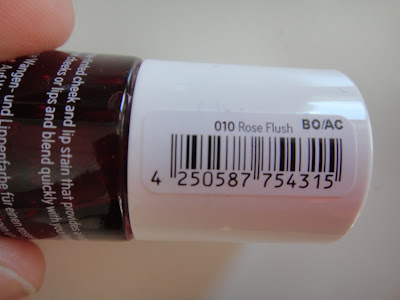 010 Rose Flush BO/AC
4 250587 754315
cheek and lip stain that provides
or lips and blend quickly with
Wangen- und Lippenfarbe für einen